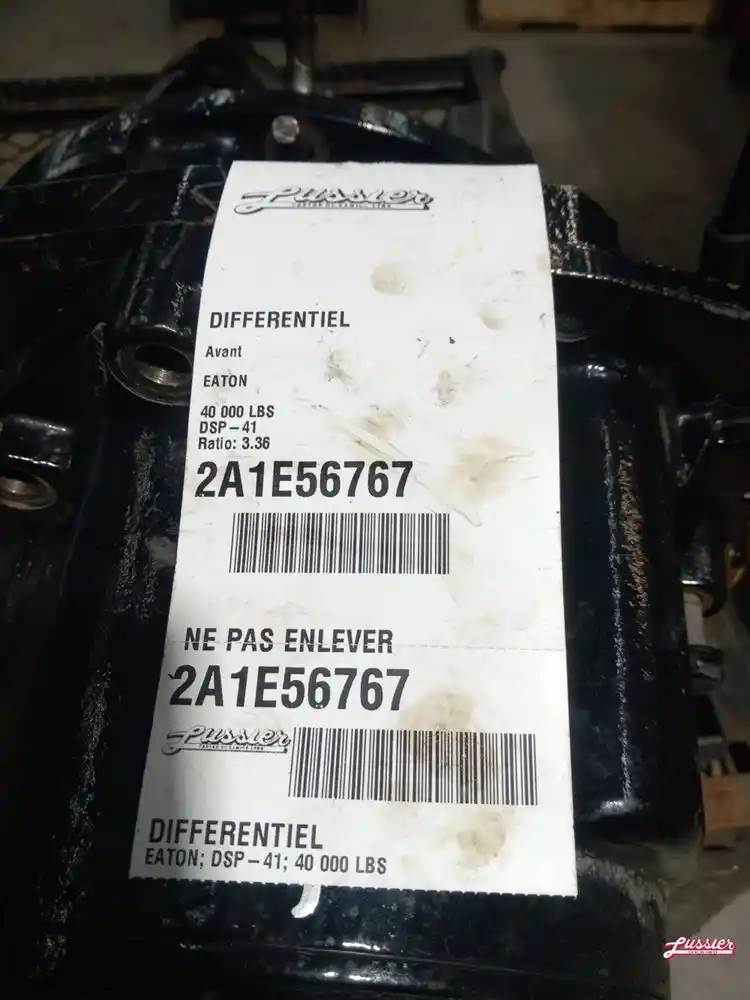 Lussier
DIFFERENTIEL
Avant
EATON
40 000 LBS
DSP-41
Ratio: 3.36
2A1E56767
NE PAS ENLEVER
2A1E56767
Lussier
DIFFERENTIEL
EATON; DSP-41; 40 000 LBS
Lussier